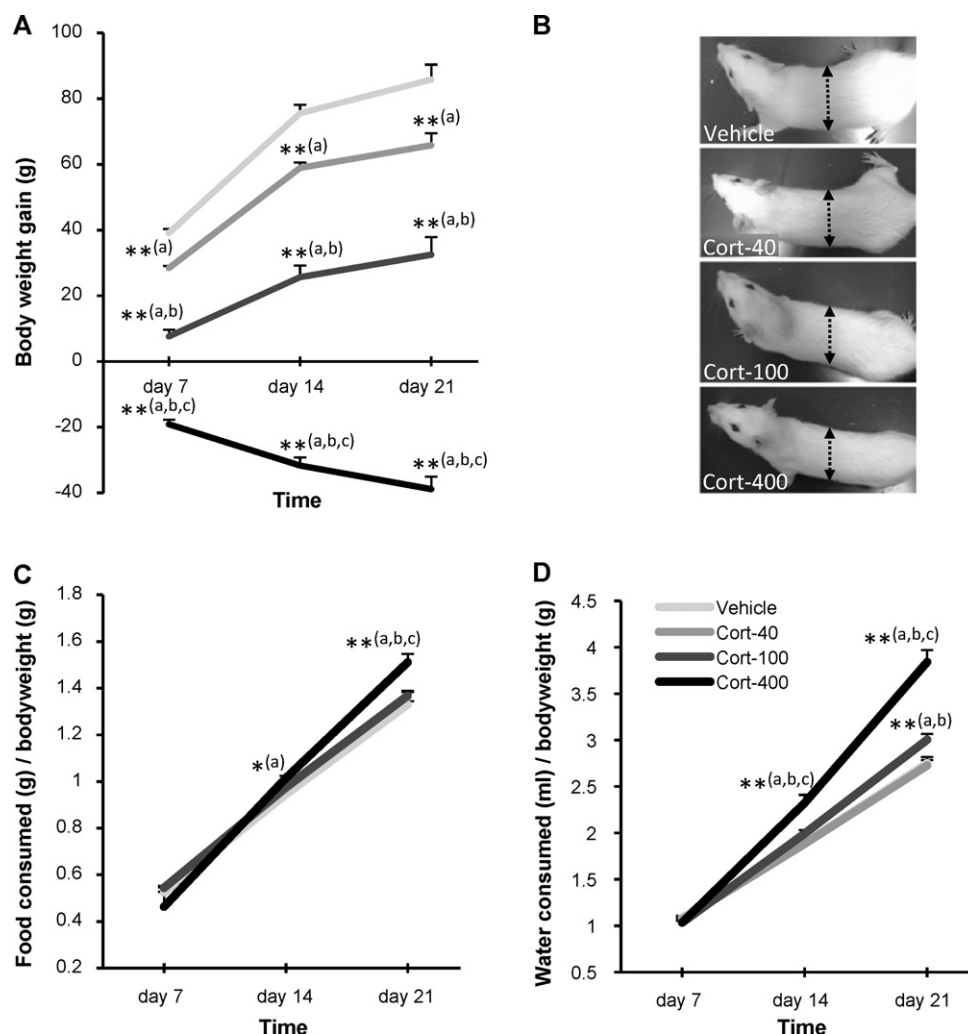 A
Body weight gain (g)
100
80
60
40
20
0
-20
-40
**(a)
**(a)
**(a)
**(a,b)
**(a,b)
**(a,b)
day 7
day 14
day 21
**(a,b,c)
**(a,b,c)
**(a,b,c)
Time
B
Vehicle
Cort-40
Cort-100
Cort-400
C
Food consumed (g) / bodyweight (g)
1.8
1.6
1.4
1.2
1
0.8
0.6
0.4
0.2
**(a,b,c)
*(a)
day 7
day 14
day 21
Time
D
Water consumed (ml) / bodyweight (g)
4.5
4
3.5
3
2.5
2
1.5
1
0.5
Vehicle
Cort-40
Cort-100
Cort-400
**(a,b,c)
**(a,b)
**(a,b,c)
day 7
day 14
day 21
Time